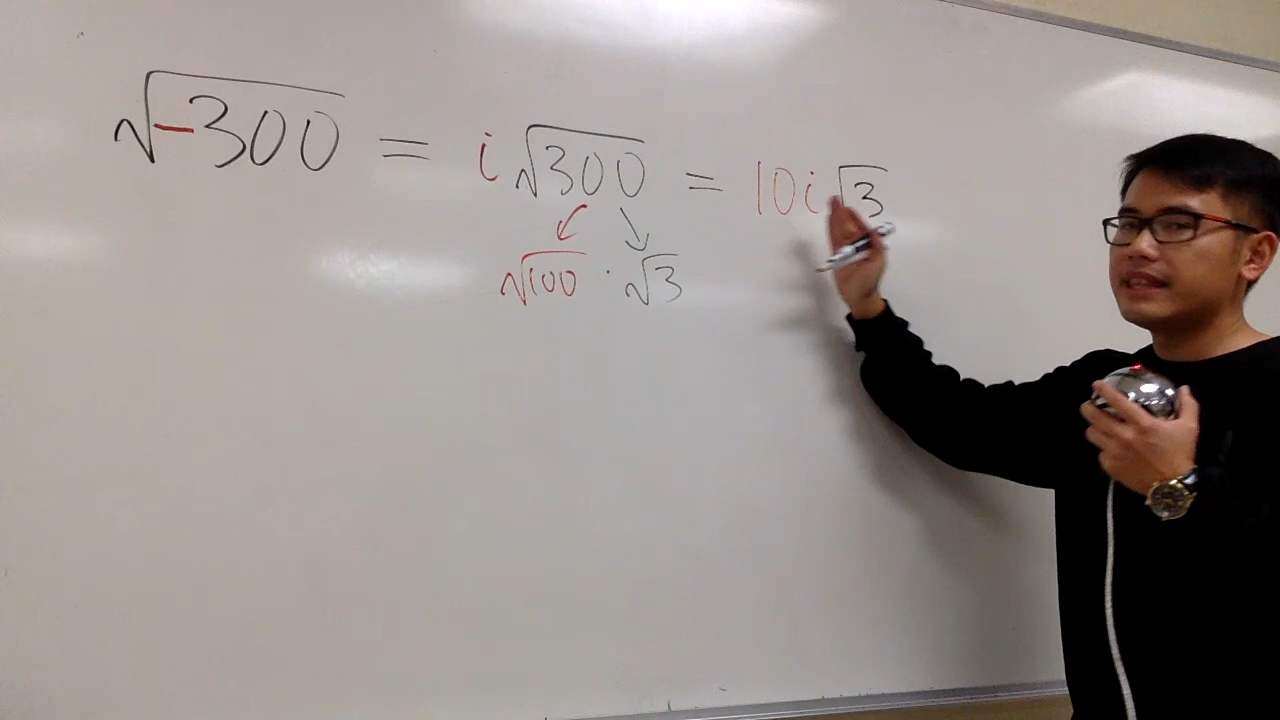 √-300 = i√300 = 10i√3
√100 · √3